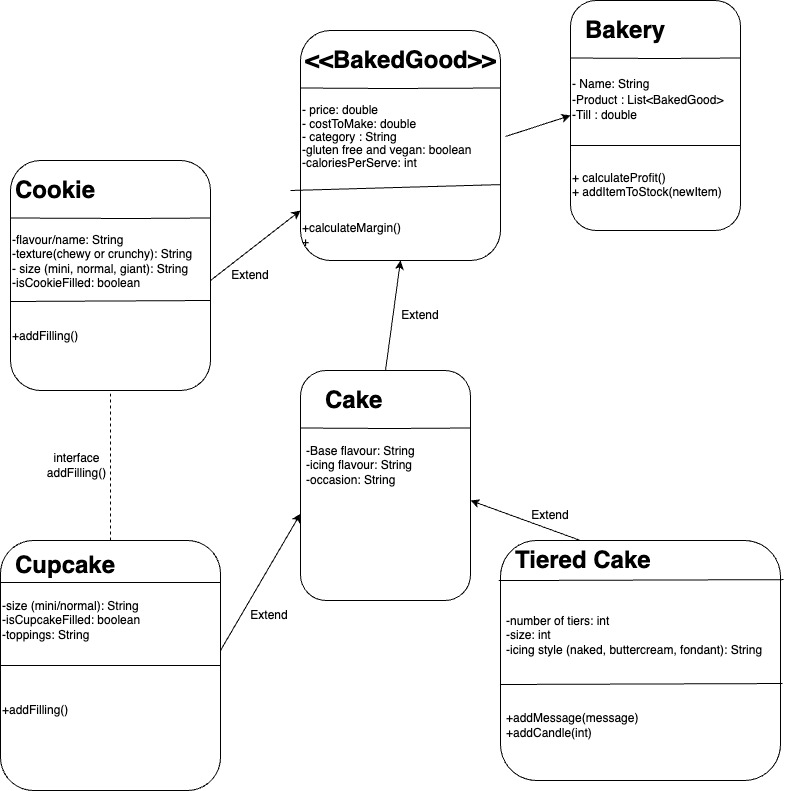 Bakery
- Name: String
-Product : List<BakedGood>
-Till : double
+ calculateProfit()
+ addItemToStock(newItem)
<<BakedGood>>
- price: double
- costToMake: double
- category : String
-gluten free and vegan: boolean
-caloriesPerServe: int
+calculateMargin()
+
Cookie
-flavour/name: String
-texture(chewy or crunchy): String
- size (mini, normal, giant): String
-isCookieFilled: boolean
+addFilling()
Extend
Extend
Cake
-Base flavour: String
-icing flavour: String
-occasion: String
interface
addFilling()
Extend
Extend
Cupcake
-size (mini/normal): String
-isCupcakeFilled: boolean
-toppings: String
+addFilling()
Tiered Cake
-number of tiers: int
-size: int
-icing style (naked, buttercream, fondant): String
+addMessage(message)
+addCandle(int)